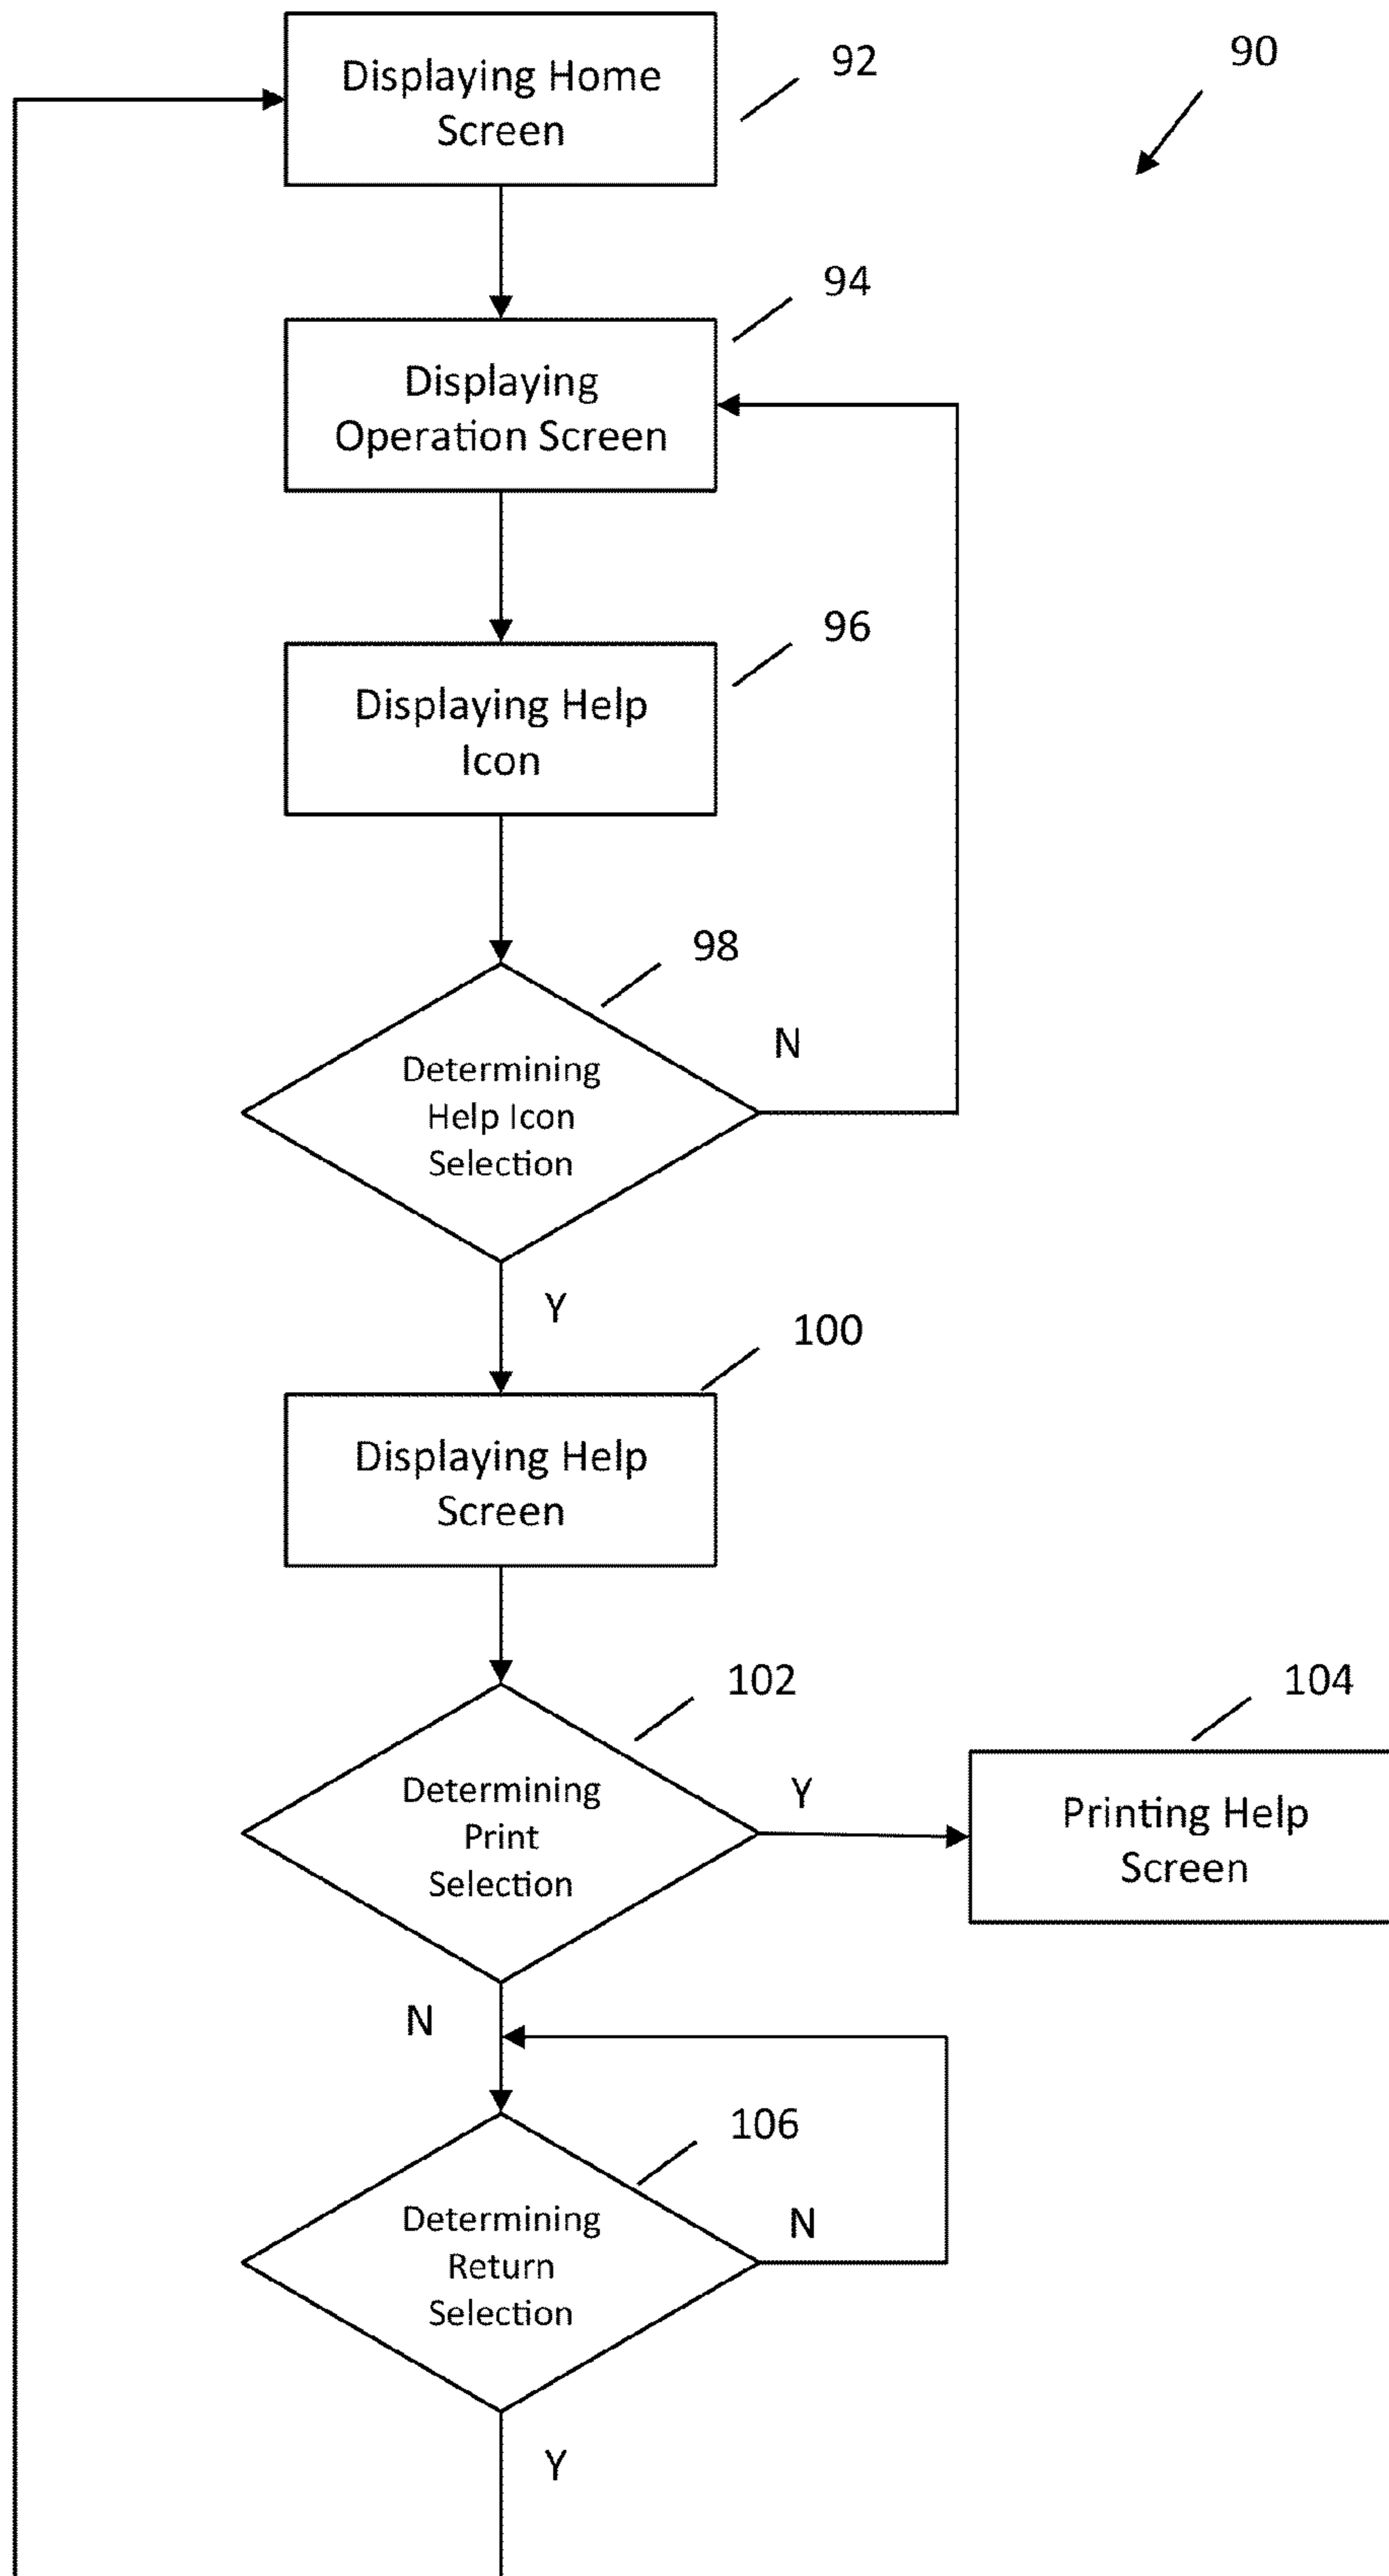 Displaying Home
Screen
92
90
94
Displaying
Operation Screen
96
Displaying Help
Icon
98
N
Determining
Help Icon
Selection
Y
100
Displaying Help
Screen
102
104
Determining
Print
Selection
Y
Printing Help
Screen
N
106
Determining
Return
Selection
N
Y